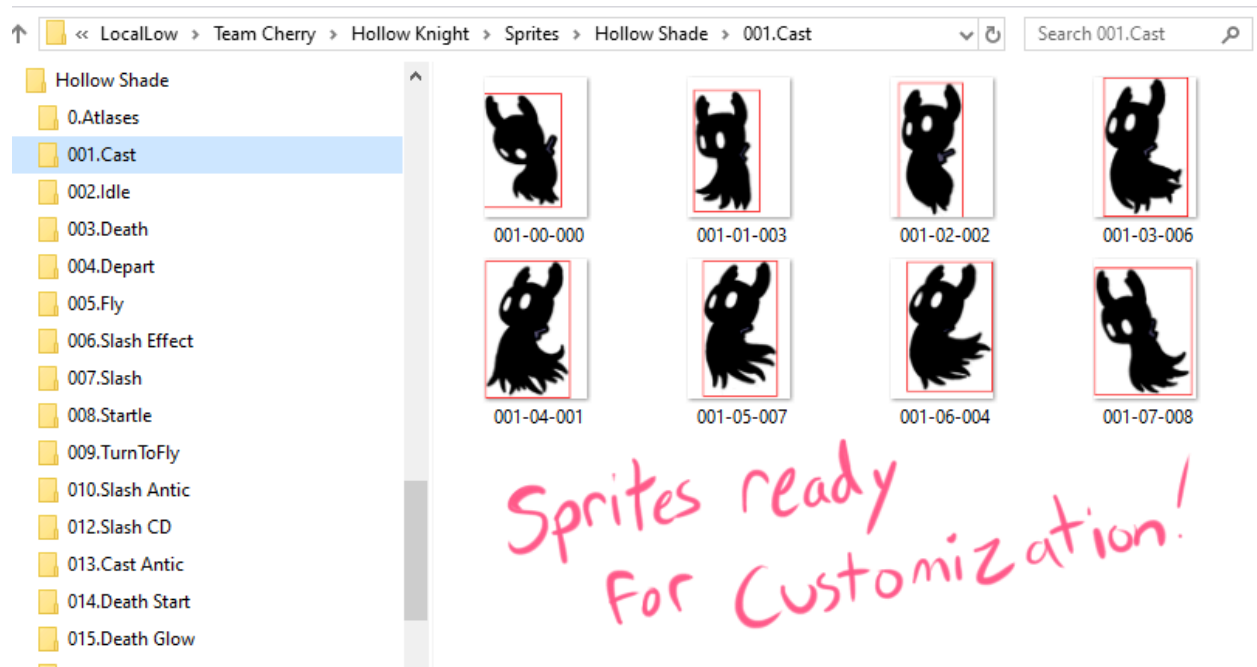 « LocalLow > Team Cherry > Hollow Knight > Sprites > Hollow Shade > 001.Cast
Search 001.Cast
Hollow Shade
0.Atlases
001.Cast
002.Idle
003.Death
004.Depart
005.Fly
006.Slash Effect
007.Slash
008.Startle
009.TurnToFly
010.Slash Antic
012.Slash CD
013.Cast Antic
014.Death Start
015.Death Glow
001-00-000
001-01-003
001-02-002
001-03-006
001-04-001
001-05-007
001-06-004
001-07-008
Sprites ready
For Customization!